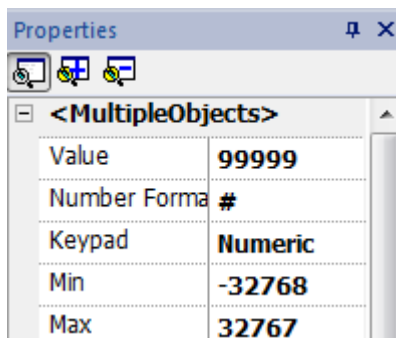 Properties
<MultipleObjects>
Value 99999
Number Forma #
Keypad Numeric
Min -32768
Max 32767